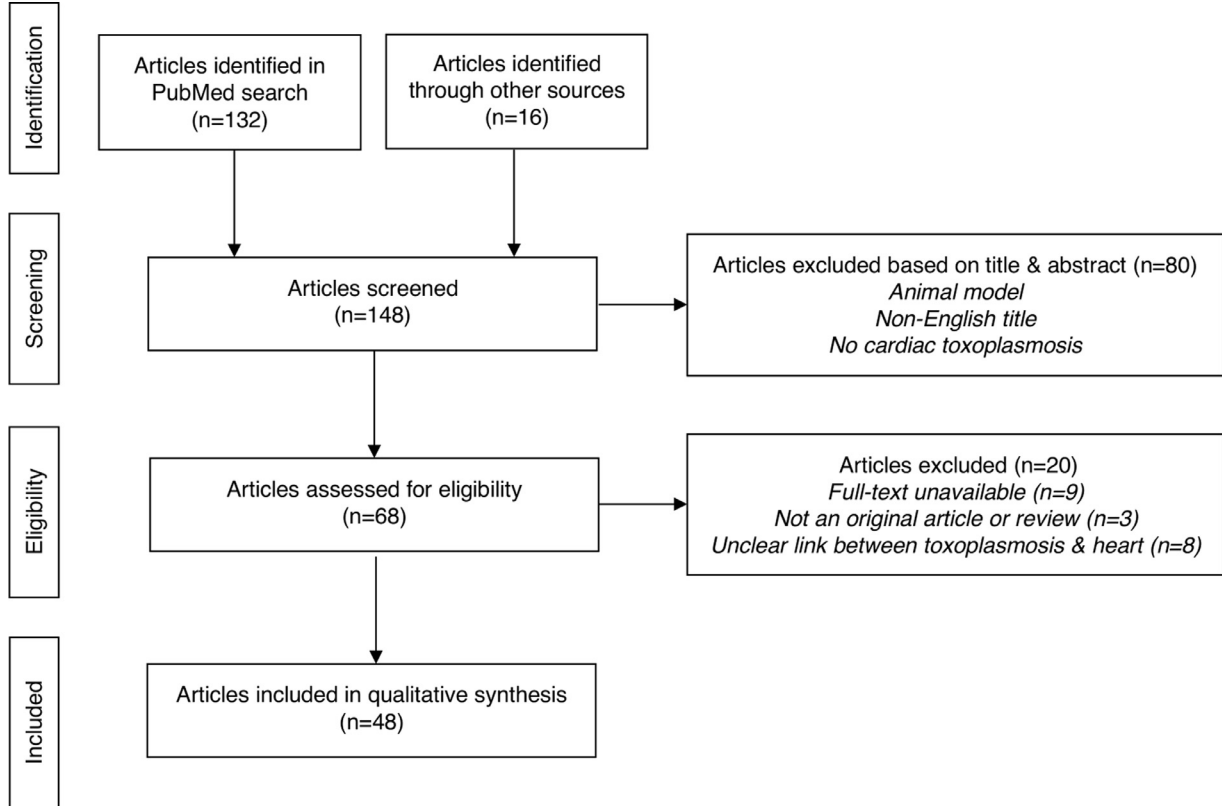 Identification
Articles identified in
PubMed search
(n=132)
Articles identified
through other sources
(n=16)
Screening
Articles screened
(n=148)
Articles excluded based on title & abstract (n=80)
Animal model
Non-English title
No cardiac toxoplasmosis
Eligibility
Articles assessed for eligibility
(n=68)
Articles excluded (n=20)
Full-text unavailable (n=9)
Not an original article or review (n=3)
Unclear link between toxoplasmosis & heart (n=8)
Included
Articles included in qualitative synthesis
(n=48)